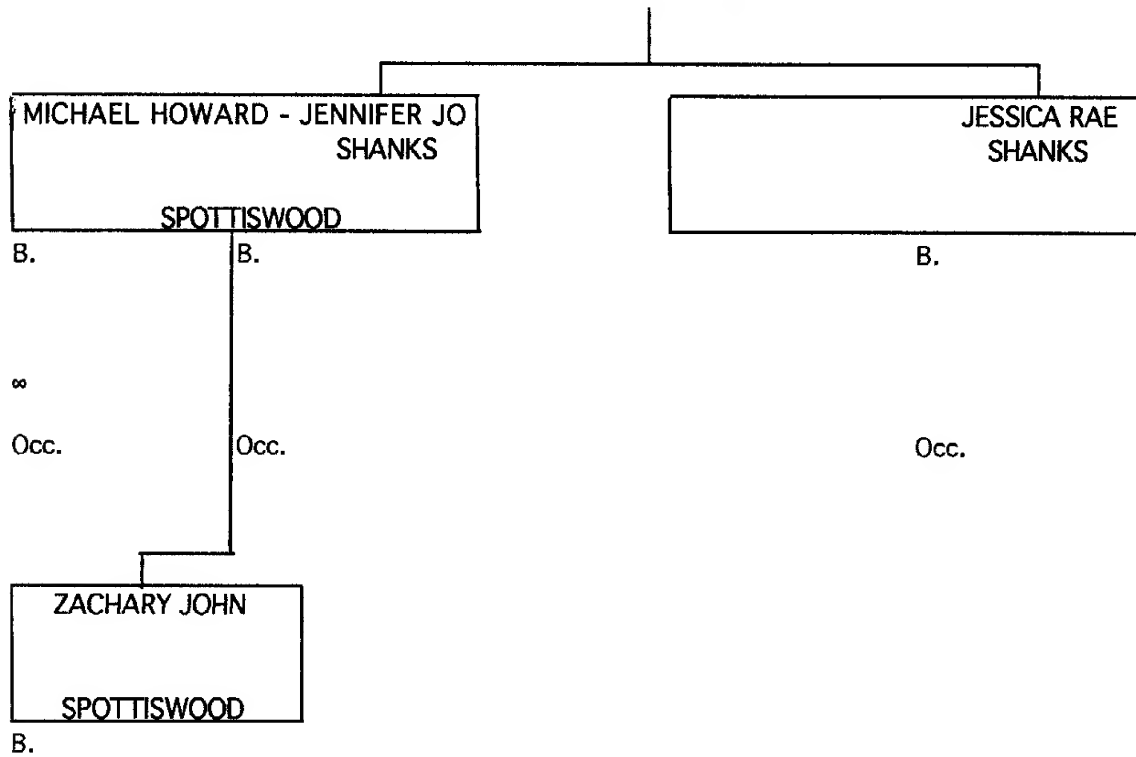 MICHAEL HOWARD - JENNIFER JO
SHANKS
SPOTTISWOOD
JESSICA RAE
SHANKS
B.
B.
B.
∞
Occ.
Occ.
Occ.
ZACHARY JOHN
SPOTTISWOOD
B.